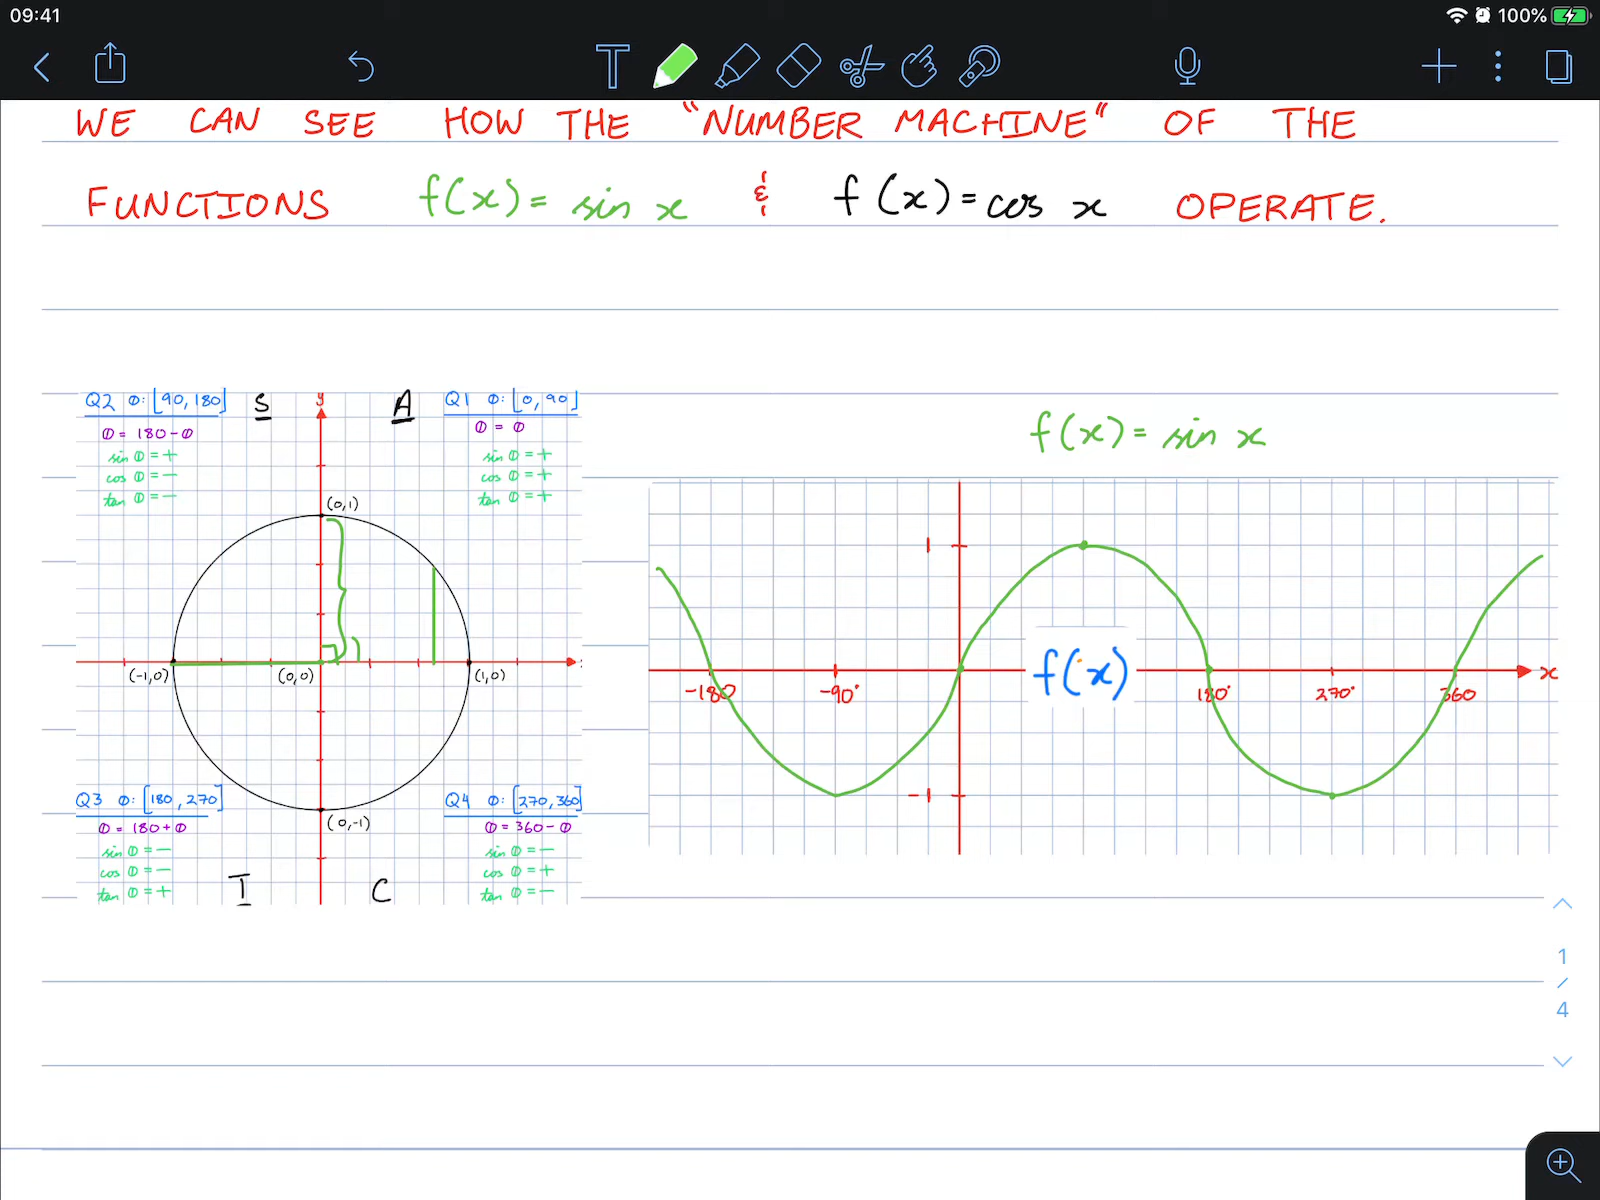 09:41 100%
WE CAN SEE HOW THE "NUMBER MACHINE" OF THE
FUNCTIONS f(x)= sin x & f(x)=cos x OPERATE.
Q2 Θ: [90,180] S y A Q1 Θ: [0,90]
Θ = 180-Θ
sin Θ = +
cos Θ = -
tan Θ = -
Θ = Θ
sin Θ = +
cos Θ = +
tan Θ = +
(0,1)
(-1,0) (0,0) (1,0)
(0,-1)
Q3 Θ: [180,270]
Θ = 180+Θ
sin Θ = -
cos Θ = -
tan Θ = +
T C
Q4 Θ: [270,360]
Θ = 360-Θ
sin Θ = -
cos Θ = +
tan Θ = -
f(x)= sin x
1
f(x)
-180 -90° 180° 270° 360 x
-1
1
/
4